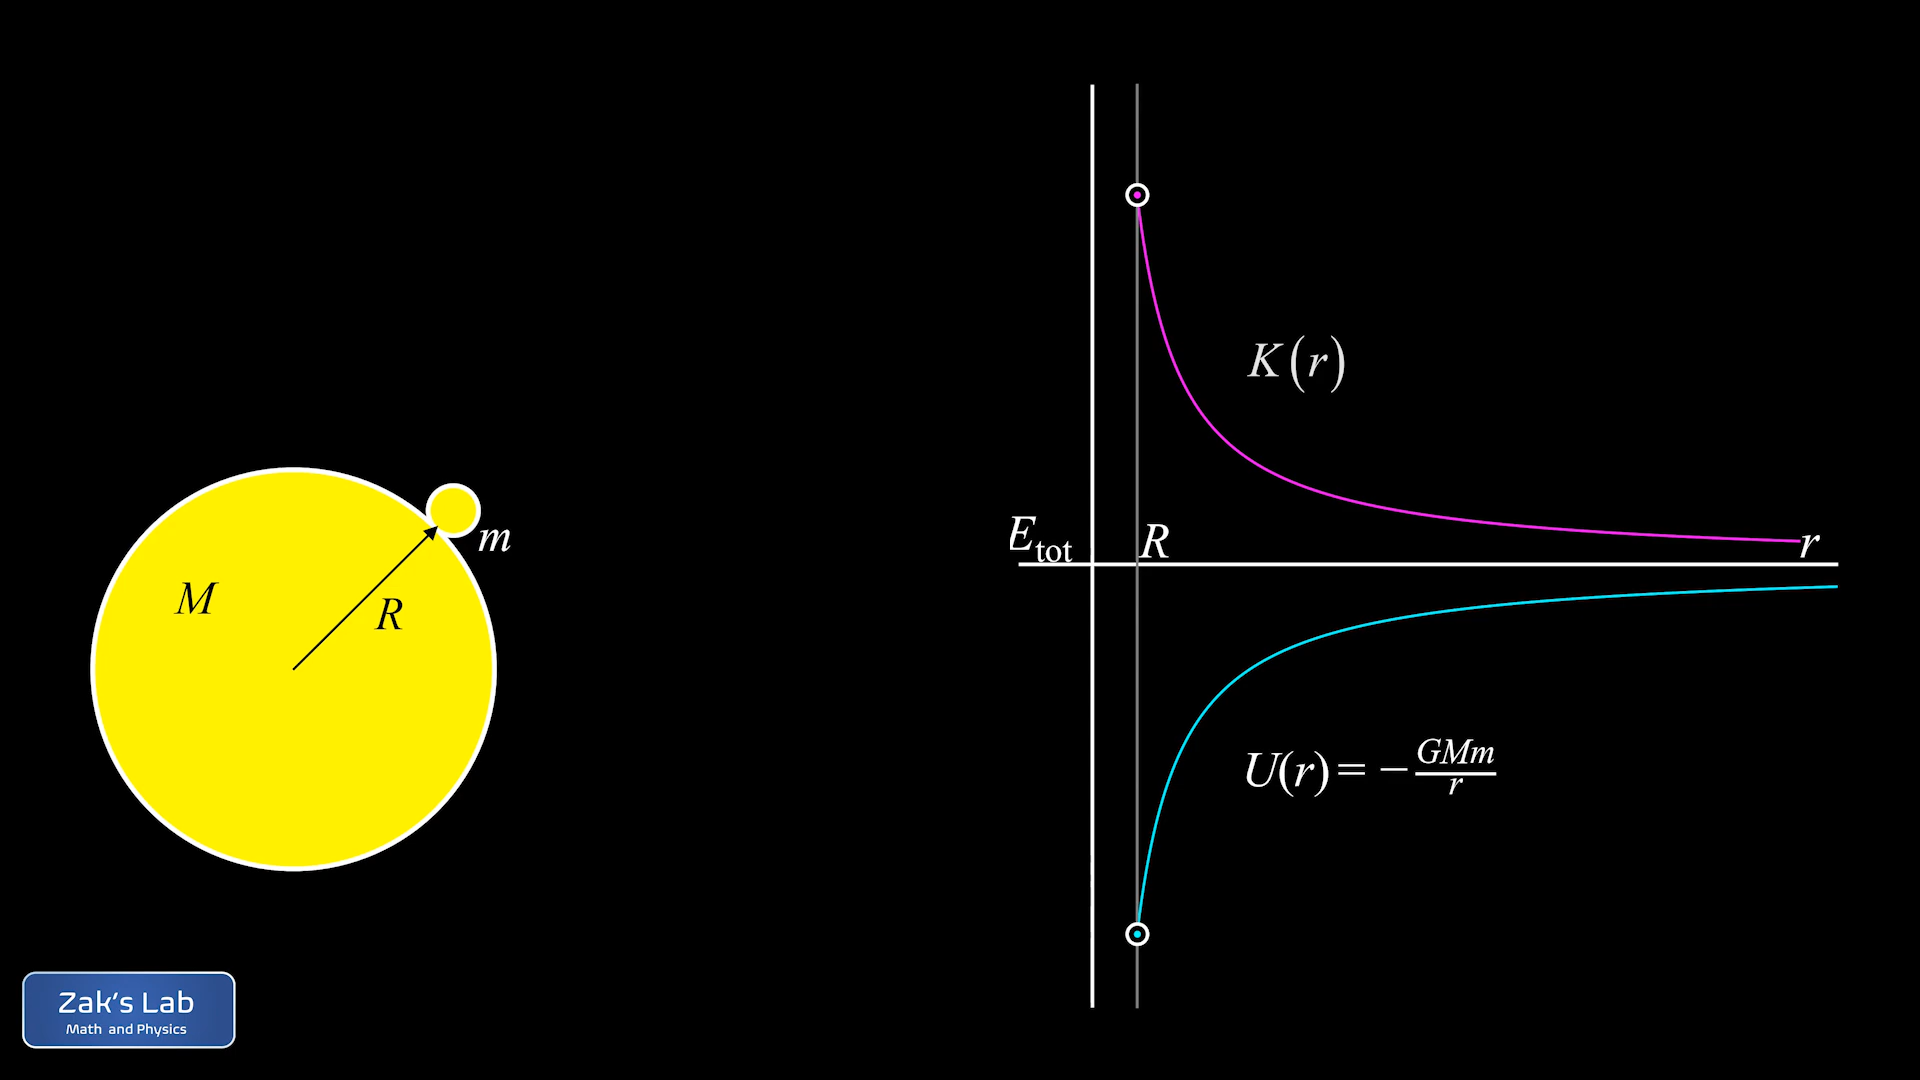 K(r)
E_tot
R
r
m
M
R
U(r) = −GMm/r
Zak's Lab
Math and Physics